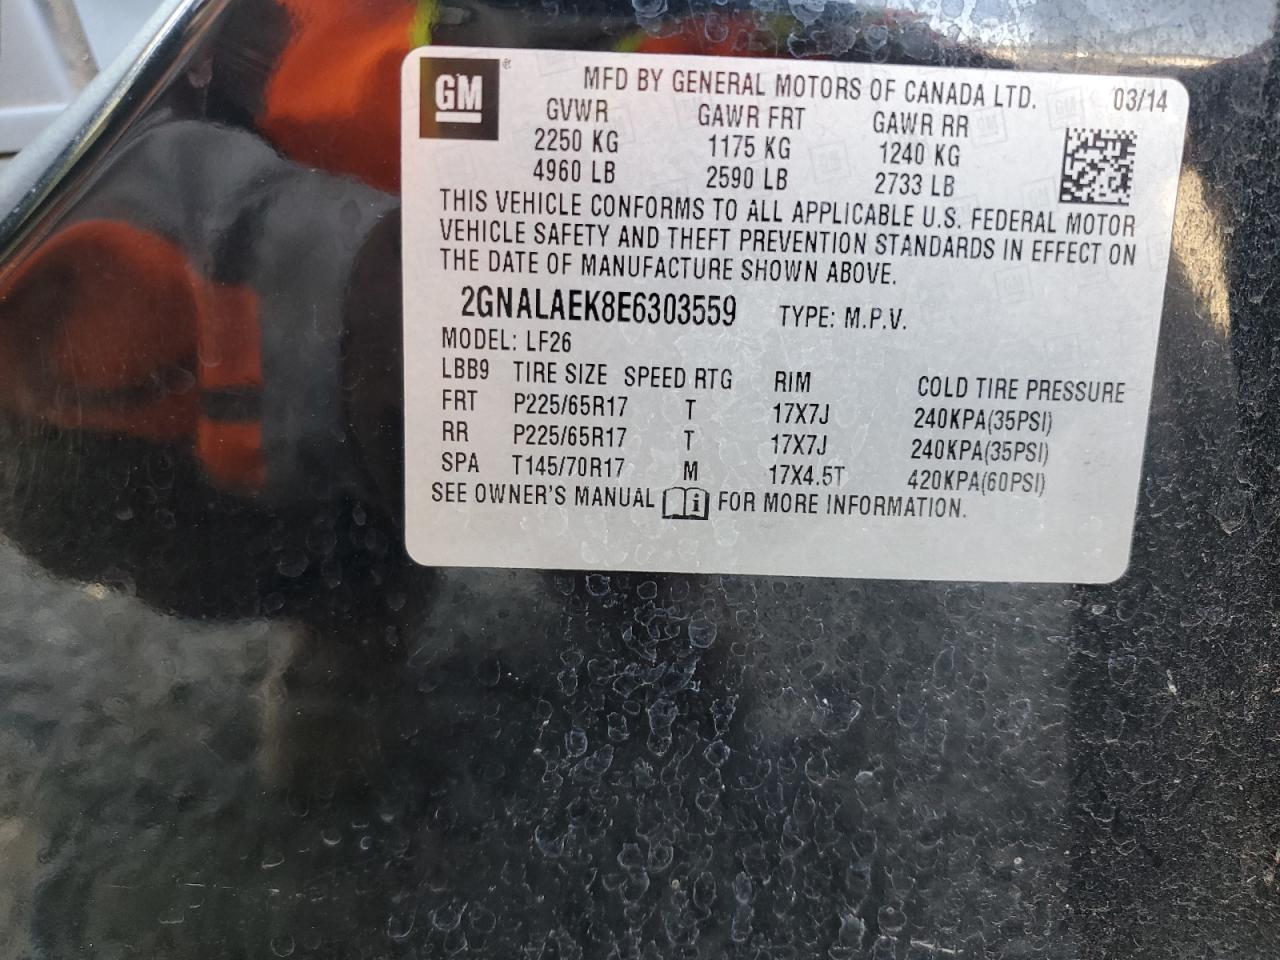 GM ® MFD BY GENERAL MOTORS OF CANADA LTD. 03/14
GVWR GAWR FRT GAWR RR
2250 KG 1175 KG 1240 KG
4960 LB 2590 LB 2733 LB
THIS VEHICLE CONFORMS TO ALL APPLICABLE U.S. FEDERAL MOTOR
VEHICLE SAFETY AND THEFT PREVENTION STANDARDS IN EFFECT ON
THE DATE OF MANUFACTURE SHOWN ABOVE.
2GNALAEK8E6303559 TYPE: M.P.V.
MODEL: LF26
LBB9 TIRE SIZE SPEED RTG RIM COLD TIRE PRESSURE
FRT P225/65R17 T 17X7J 240KPA(35PSI)
RR P225/65R17 T 17X7J 240KPA(35PSI)
SPA T145/70R17 M 17X4.5T 420KPA(60PSI)
SEE OWNER'S MANUAL i FOR MORE INFORMATION.